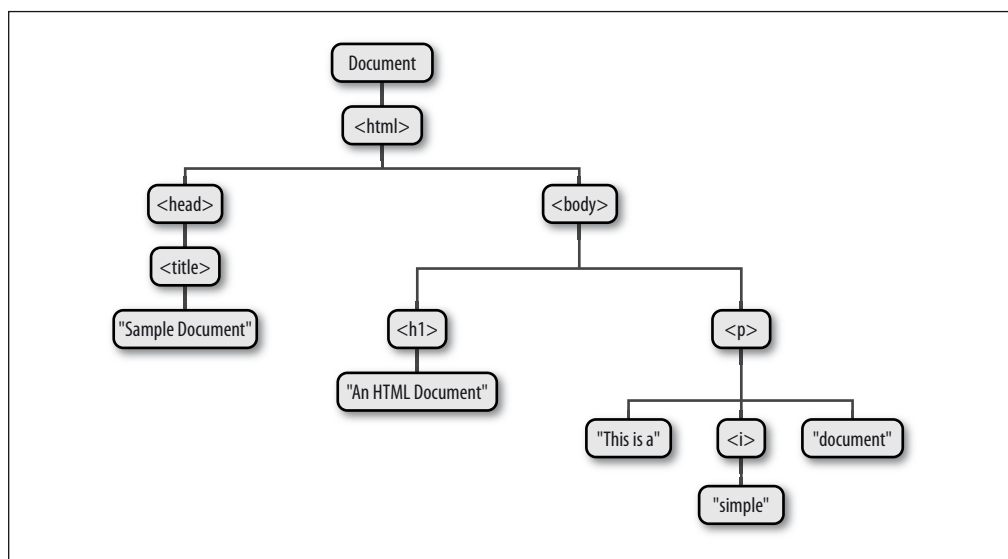 Document
<html>
<head>
<body>
<title>
<h1>
<p>
"Sample Document"
"An HTML Document"
"This is a"
<i>
"document"
"simple"